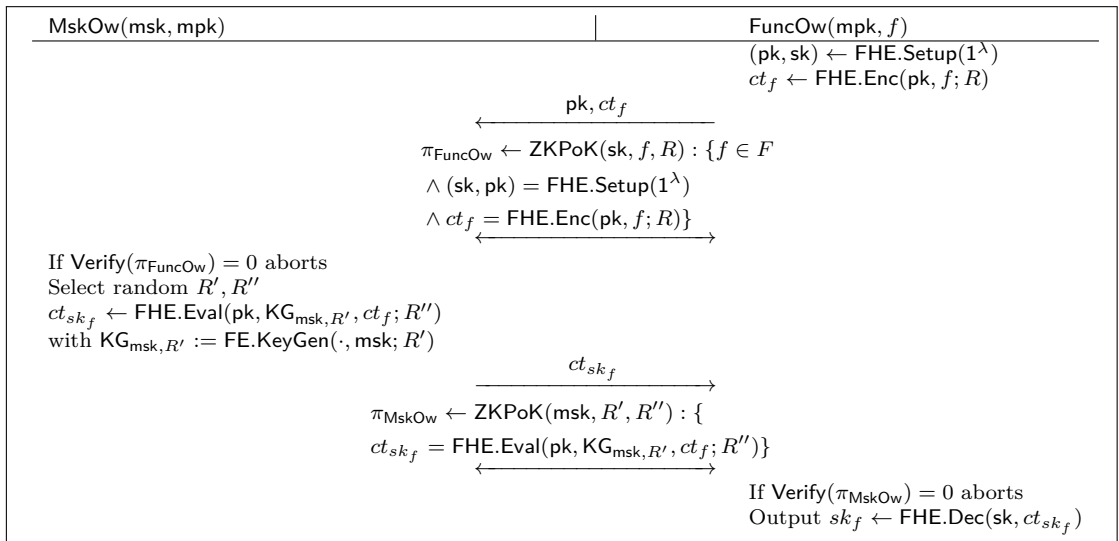 MskOw(msk, mpk) FuncOw(mpk, f)
(pk, sk) ← FHE.Setup(1^λ)
ct_f ← FHE.Enc(pk, f; R)
pk, ct_f
π_FuncOw ← ZKPoK(sk, f, R) : {f ∈ F
∧ (sk, pk) = FHE.Setup(1^λ)
∧ ct_f = FHE.Enc(pk, f; R)}
If Verify(π_FuncOw) = 0 aborts
Select random R′, R′′
ct_{sk_f} ← FHE.Eval(pk, KG_{msk,R′}, ct_f; R′′)
with KG_{msk,R′} := FE.KeyGen(·, msk; R′)
ct_{sk_f}
π_MskOw ← ZKPoK(msk, R′, R′′) : {
ct_{sk_f} = FHE.Eval(pk, KG_{msk,R′}, ct_f; R′′)}
If Verify(π_MskOw) = 0 aborts
Output sk_f ← FHE.Dec(sk, ct_{sk_f})